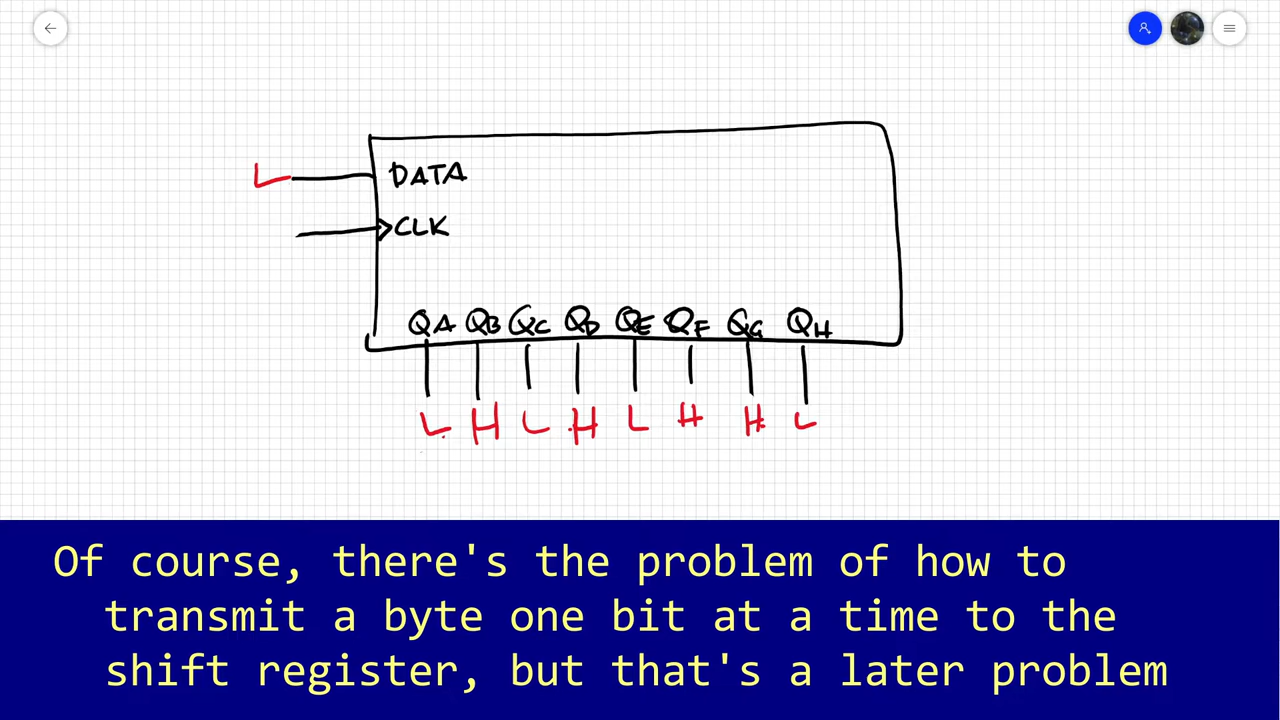 L DATA
CLK
QA QB QC QD QE QF QG QH
L H L H L H H L
Of course, there's the problem of how to
transmit a byte one bit at a time to the
shift register, but that's a later problem